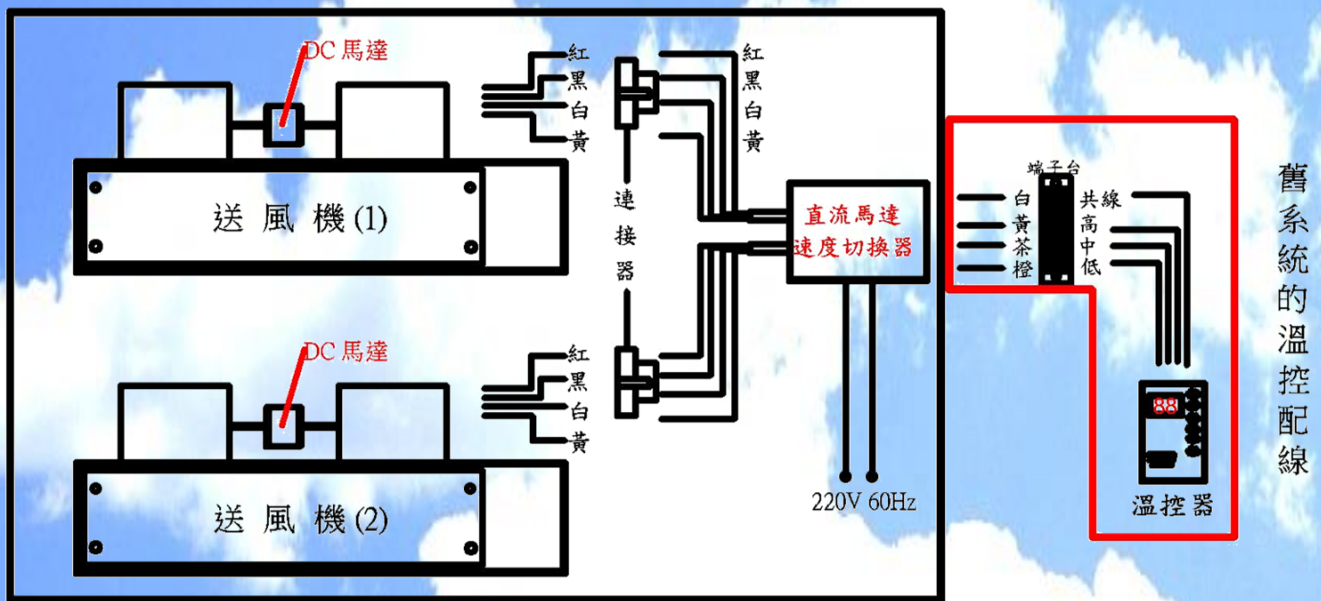 DC 馬達
紅
黑
白
黃
送 風 機 (1)
連接器
紅
黑
白
黃
直流馬達
速度切換器
220V 60Hz
DC 馬達
紅
黑
白
黃
送 風 機 (2)
端子台
白
黃
茶
橙
共線
高
中
低
88
溫控器
舊系統的溫控配線